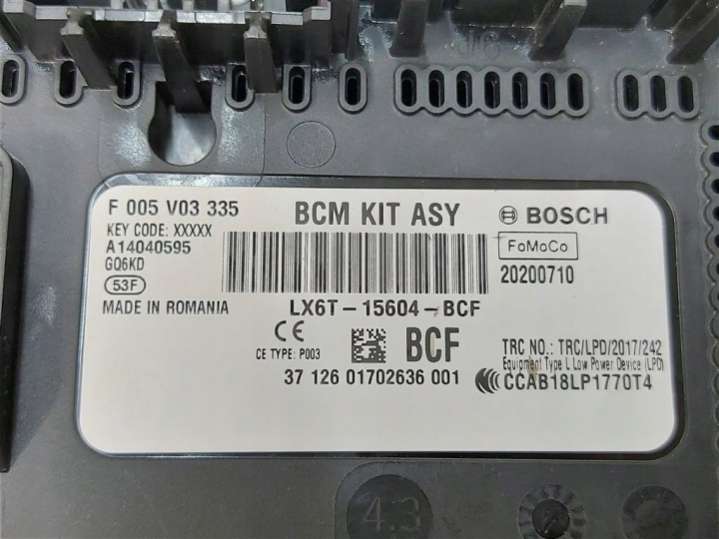 F 005 V03 335 BCM KIT ASY BOSCH
KEY CODE: XXXXX FoMoCo
A14040595
G06KD 20200710
53F
MADE IN ROMANIA LX6T-15604-BCF
CE TRC NO.: TRC/LPD/2017/242
CE TYPE: P003 BCF Equipment Type L Low Power Device (LPD)
37 126 01702636 001 CCAB18LP1770T4
4.3